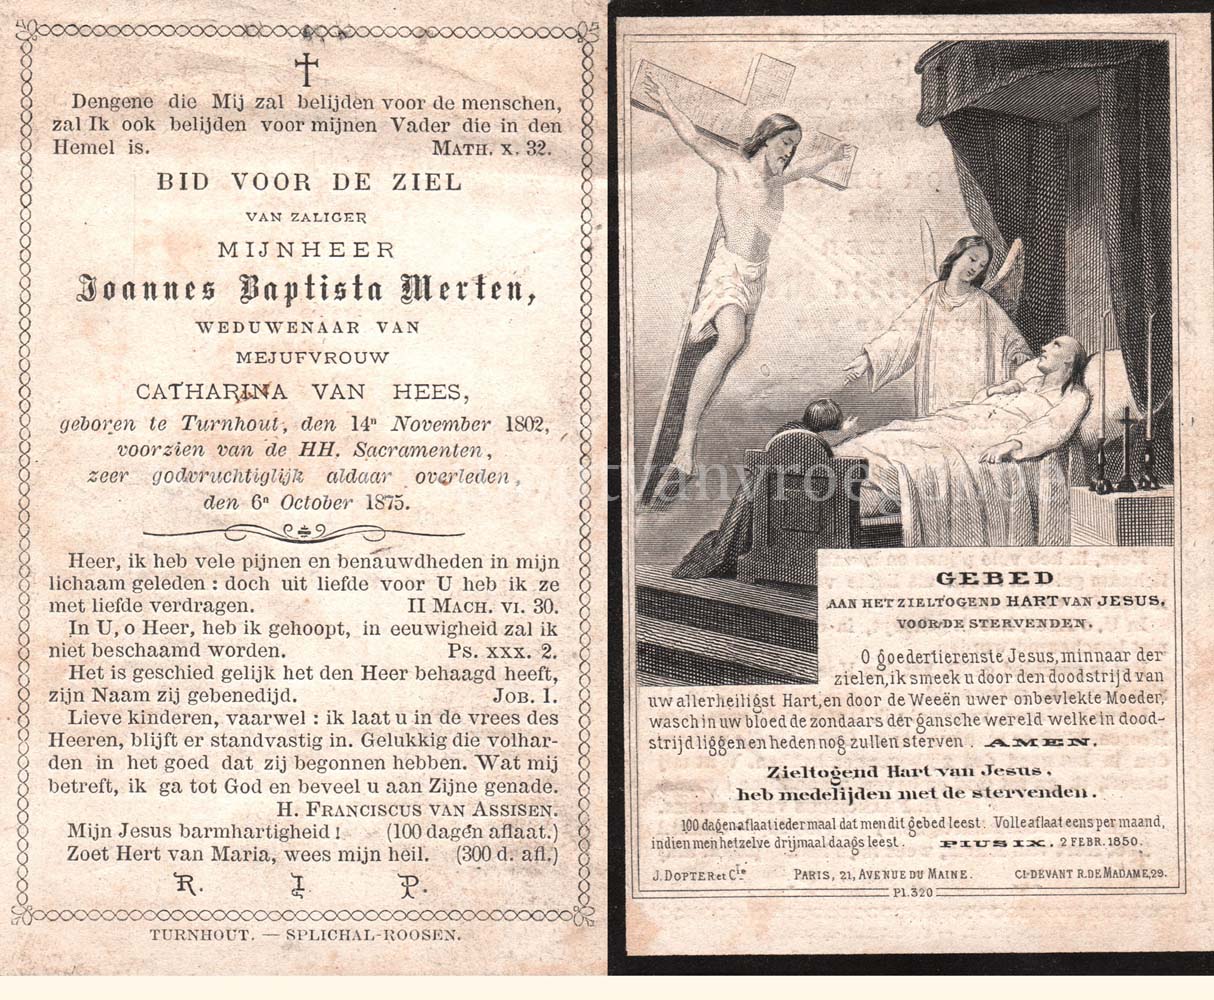 Dengene die Mij zal belijden voor de menschen,
zal Ik ook belijden voor mijnen Vader die in den
Hemel is. MATH. X. 32.
BID VOOR DE ZIEL
VAN ZALIGER
MIJNHEER
Joannes Baptista Merten,
WEDUWENAAR VAN
MEJUFVROUW
CATHARINA VAN HEES,
geboren te Turnhout, den 14n November 1802,
voorzien van de HH. Sacramenten,
zeer godvruchtiglijk aldaar overleden,
den 6n October 1875.
Heer, ik heb vele pijnen en benauwdheden in mijn
lichaam geleden : doch uit liefde voor U heb ik ze
met liefde verdragen. II MACH. VI. 30.
In U, o Heer, heb ik gehoopt, in eeuwigheid zal ik
niet beschaamd worden. Ps. XXX. 2.
Het is geschied gelijk het den Heer behaagd heeft,
zijn Naam zij gebenedijd. JOB. I.
Lieve kinderen, vaarwel : ik laat u in de vrees des
Heeren, blijft er standvastig in. Gelukkig die volhar-
den in het goed dat zij begonnen hebben. Wat mij
betreft, ik ga tot God en beveel u aan Zijne genade.
H. FRANCISCUS VAN ASSISEN.
Mijn Jesus barmhartigheid ! (100 dagen aflaat.)
Zoet Hert van Maria, wees mijn heil. (300 d. afl.)
R. I. P.
TURNHOUT. — SPLICHAL-ROOSEN.
GEBED
AAN HET ZIELTOGEND HART VAN JESUS,
VOOR DE STERVENDEN.
O goedertierenste Jesus, minnaar der
zielen, ik smeek u door den doodstrijd van
uw allerheiligst Hart, en door de Weeën uwer onbevlekte Moeder,
wasch in uw bloed de zondaars der gansche wereld welke in dood-
strijd liggen en heden nog zullen sterven. AMEN.
Zieltogend Hart van Jesus,
heb medelijden met de stervenden.
100 dagen aflaat ieder maal dat men dit gebed leest. Volle aflaat eens per maand,
indien men hetzelve drijmaal daags leest. PIUS IX, 2 FEBR. 1850.
J. DOPTER et Cie PARIS, 21, AVENUE DU MAINE. CI-DEVANT R. DE MADAME, 29.
Pl. 320